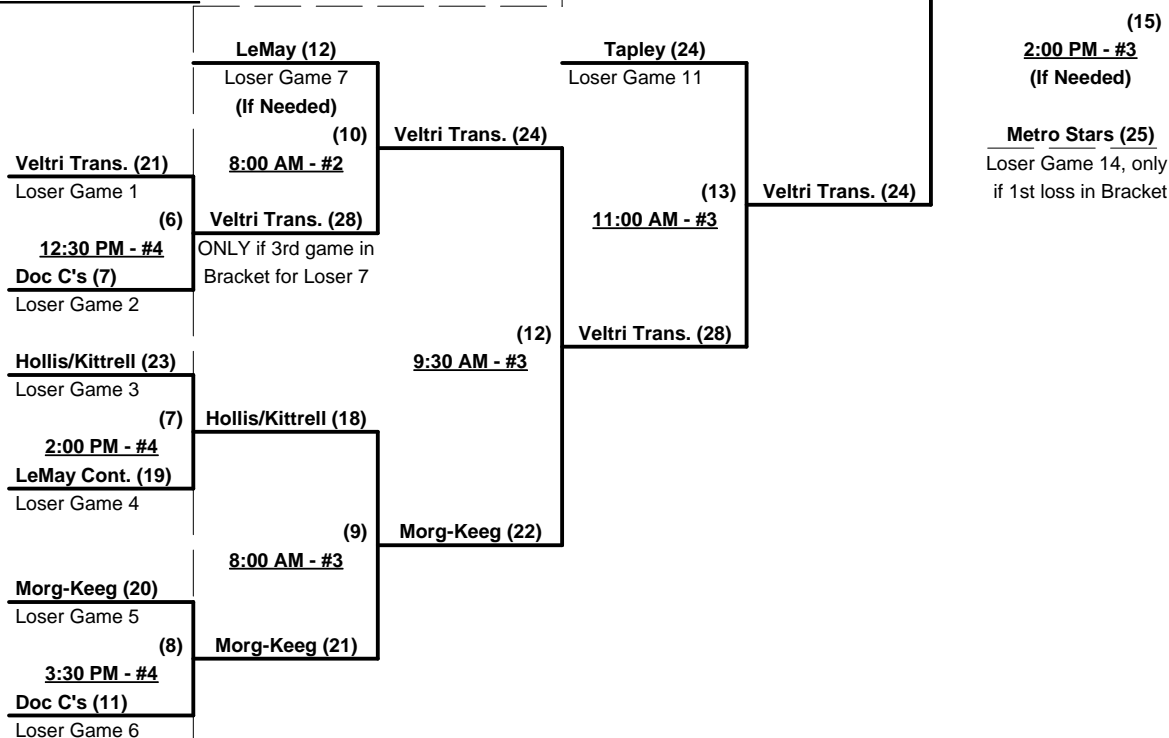 (15)
LeMay (12)
Tapley (24)
2:00 PM - #3
Loser Game 7
Loser Game 11
(If Needed)
(If Needed)
(10)
Veltri Trans. (24)
Metro Stars (25)
Veltri Trans. (21)
8:00 AM - #2
Loser Game 14, only
if 1st loss in Bracket
Loser Game 1
(13)
Veltri Trans. (24)
(6)
Veltri Trans. (28)
11:00 AM - #3
12:30 PM - #4
ONLY if 3rd game in
Bracket for Loser 7
Doc C's (7)
Loser Game 2
(12)
Veltri Trans. (28)
Hollis/Kittrell (23)
9:30 AM - #3
Loser Game 3
(7)
Hollis/Kittrell (18)
2:00 PM - #4
LeMay Cont. (19)
Loser Game 4
(9)
Morg-Keeg (22)
8:00 AM - #3
Morg-Keeg (20)
Loser Game 5
(8)
Morg-Keeg (21)
3:30 PM - #4
Doc C's (11)
Loser Game 6